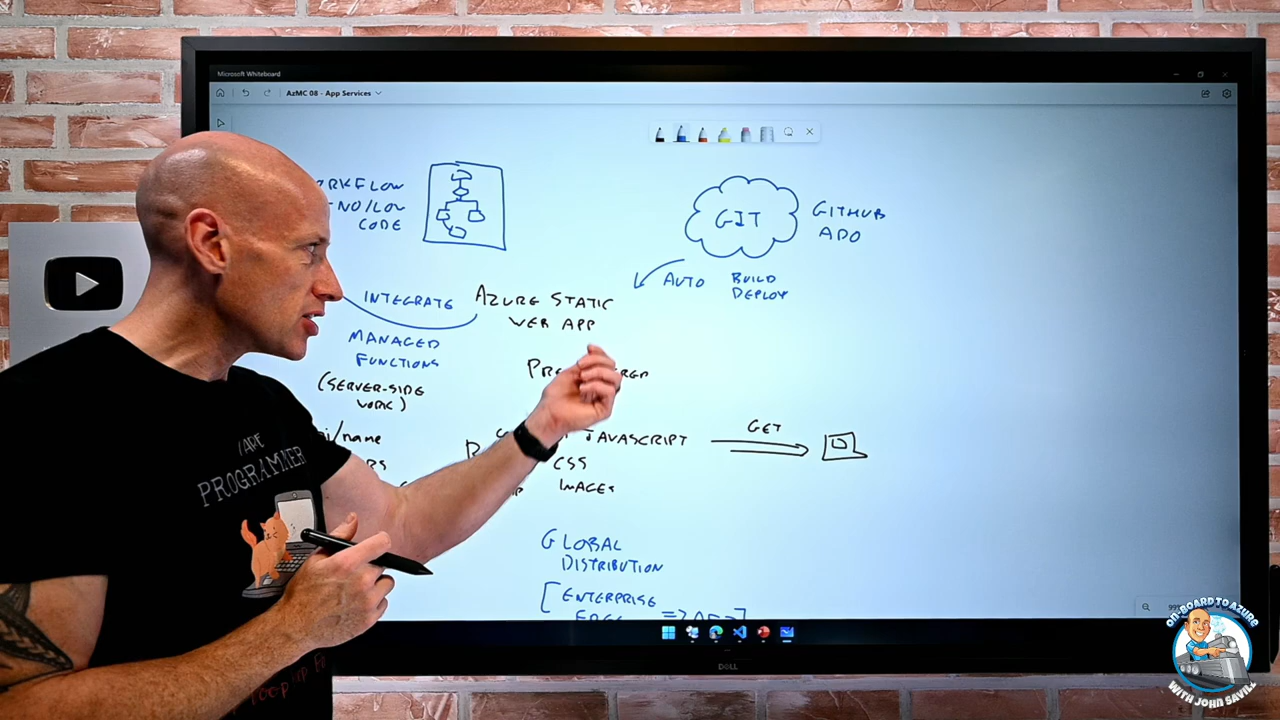 Microsoft Whiteboard
AzMC 08 - App Services
NO/LOW
CODE
GIT
GITHUB
ADO
AUTO BUILD
DEPLOY
INTEGRATE
AZURE STATIC
WEB APP
MANAGED
FUNCTIONS
(SERVER-SIDE
WORK)
/name
JAVASCRIPT
CSS
IMAGES
GET
GLOBAL
DISTRIBUTION
[ENTERPRISE
EDGE
PROGRAMMER
DELL
ON-BOARD TO AZURE
WITH JOHN SAVILL